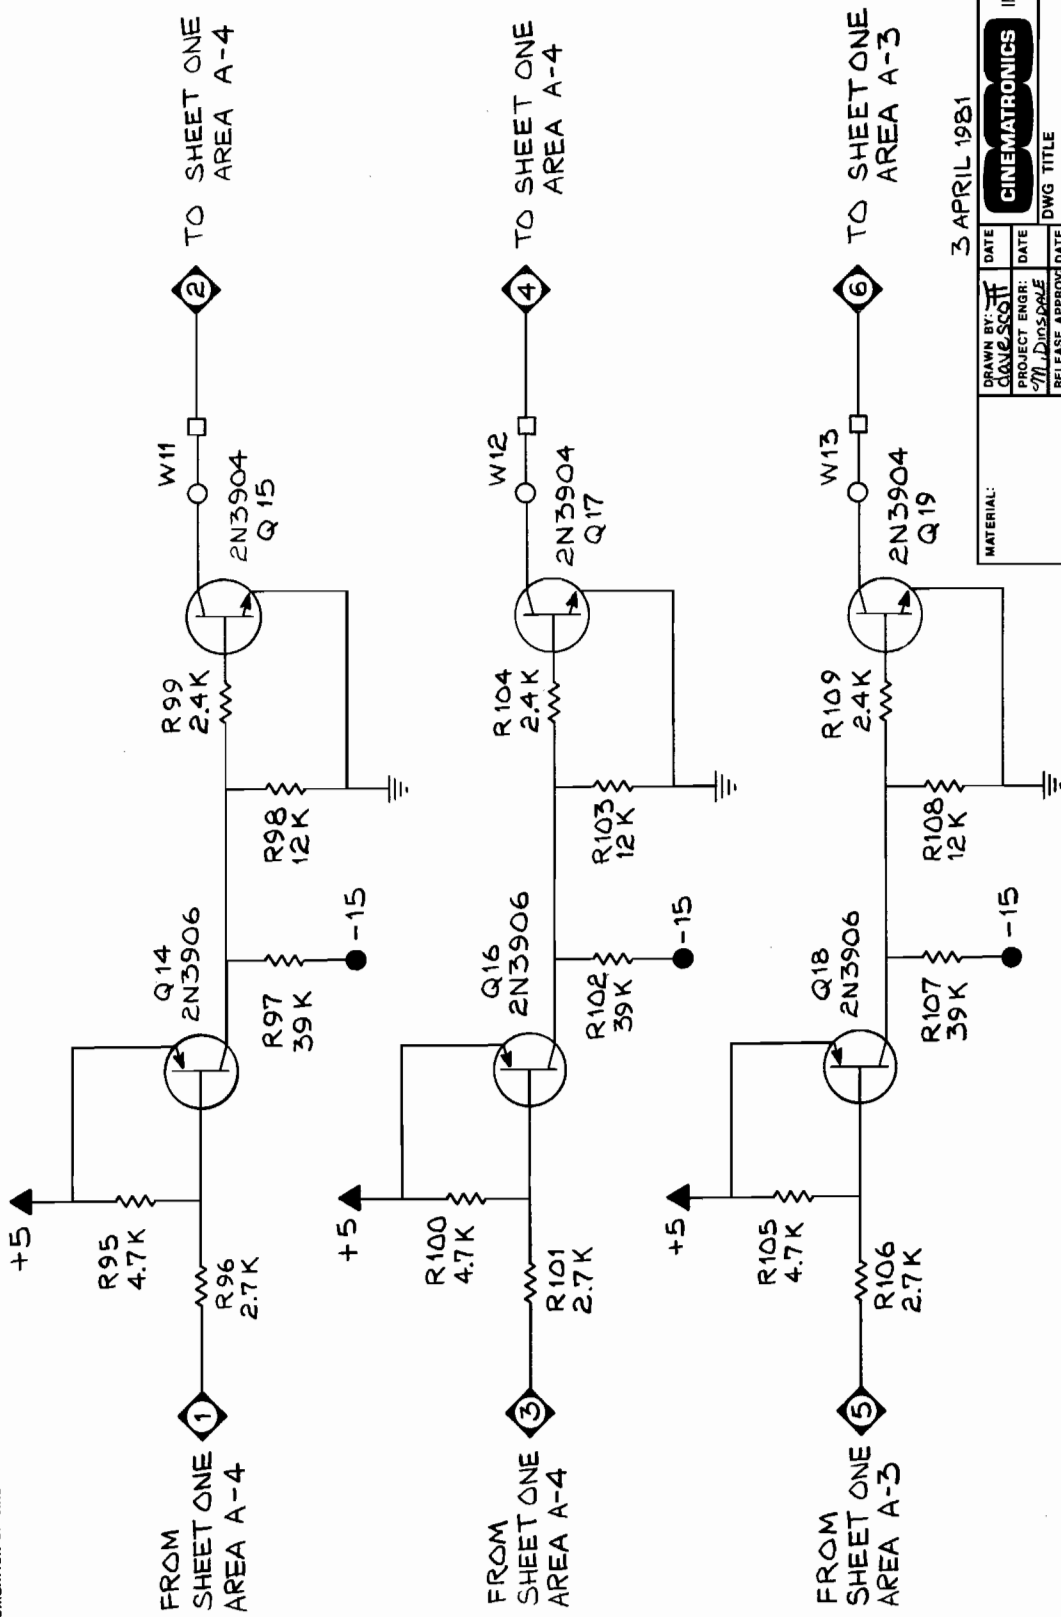 +5
R95
4.7K
R96
2.7K
FROM
SHEET ONE
AREA A-4
1
Q14
2N3906
R97
39K
-15
R98
12K
R99
2.4K
2N3904
Q15
W11
2
TO SHEET ONE
AREA A-4
+5
R100
4.7K
R101
2.7K
FROM
SHEET ONE
AREA A-4
3
Q16
2N3906
R102
39K
-15
R103
12K
R104
2.4K
2N3904
Q17
W12
4
TO SHEET ONE
AREA A-4
+5
R105
4.7K
R106
2.7K
FROM
SHEET ONE
AREA A-3
5
Q18
2N3906
R107
39K
-15
R108
12K
R109
2.4K
2N3904
Q19
W13
6
TO SHEET ONE
AREA A-3
3 APRIL 1981
MATERIAL:
DRAWN BY:
DATE
dave scott
PROJECT ENGR:
DATE
M. Dinsdale
RELEASE APPROV
DATE
CINEMATRONICS
DWG TITLE